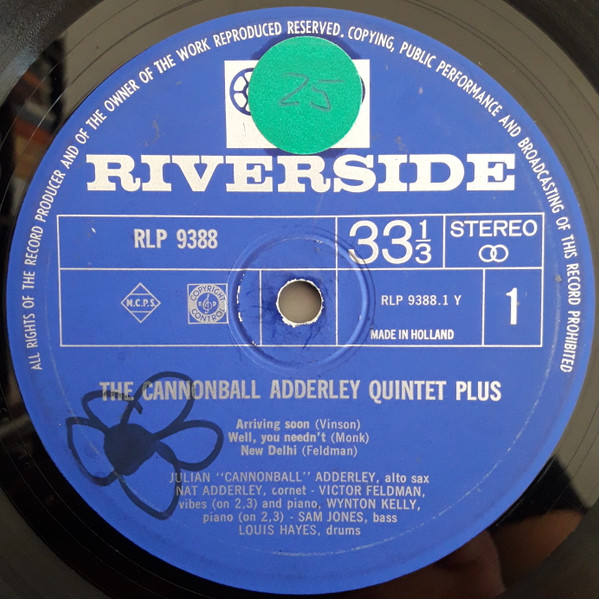 ALL RIGHTS OF THE RECORD PRODUCER AND OF THE OWNER OF THE WORK REPRODUCED RESERVED. COPYING, PUBLIC PERFORMANCE AND BROADCASTING OF THIS RECORD PROHIBITED
25
RIVERSIDE
RLP 9388
33 1/3
STEREO
M.C.P.S.
COPYRIGHT
CONTROL
RLP 9388.1 Y
1
MADE IN HOLLAND
THE CANNONBALL ADDERLEY QUINTET PLUS
Arriving soon (Vinson)
Well, you needn't (Monk)
New Delhi (Feldman)
JULIAN "CANNONBALL" ADDERLEY, alto sax
NAT ADDERLEY, cornet - VICTOR FELDMAN,
vibes (on 2,3) and piano, WYNTON KELLY,
piano (on 2,3) - SAM JONES, bass
LOUIS HAYES, drums